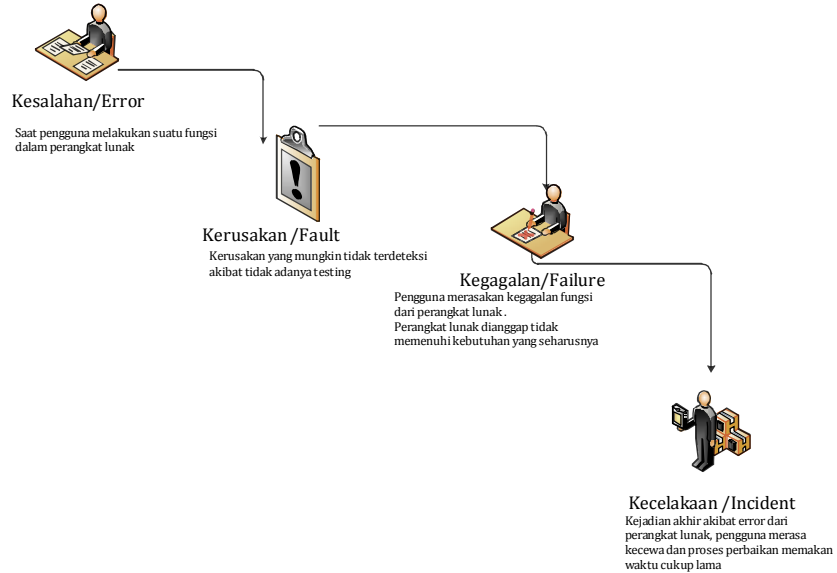 Kesalahan/Error
Saat pengguna melakukan suatu fungsi
dalam perangkat lunak
Kerusakan /Fault
Kerusakan yang mungkin tidak terdeteksi
akibat tidak adanya testing
Kegagalan/Failure
Pengguna merasakan kegagalan fungsi
dari perangkat lunak .
Perangkat lunak dianggap tidak
memenuhi kebutuhan yang seharusnya
Kecelakaan /Incident
Kejadian akhir akibat error dari
perangkat lunak, pengguna merasa
kecewa dan proses perbaikan memakan
waktu cukup lama